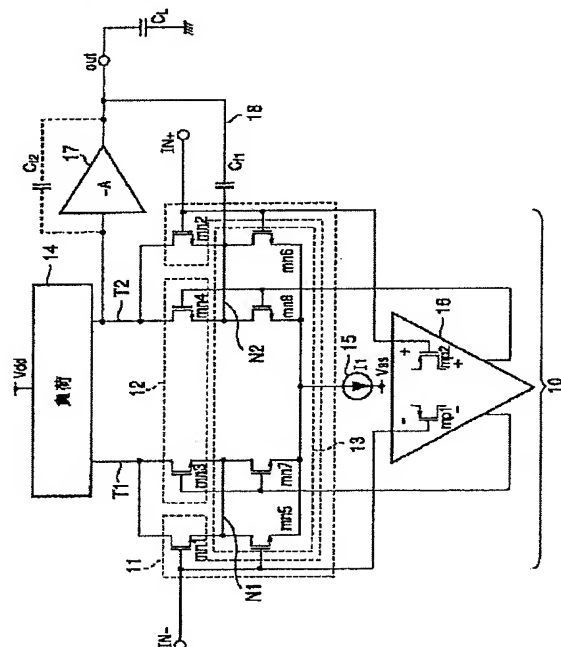 Vdd
14
負荷
T1
T2
Cf2
17
-A
out
CL
18
Cf1
IN+
IN-
11
12
mn1
mn3
mn4
mn2
N1
N2
mn5
mn7
mn8
mn6
13
15
I1
Vss
16
-
+
mp1
mp2
-
+
10